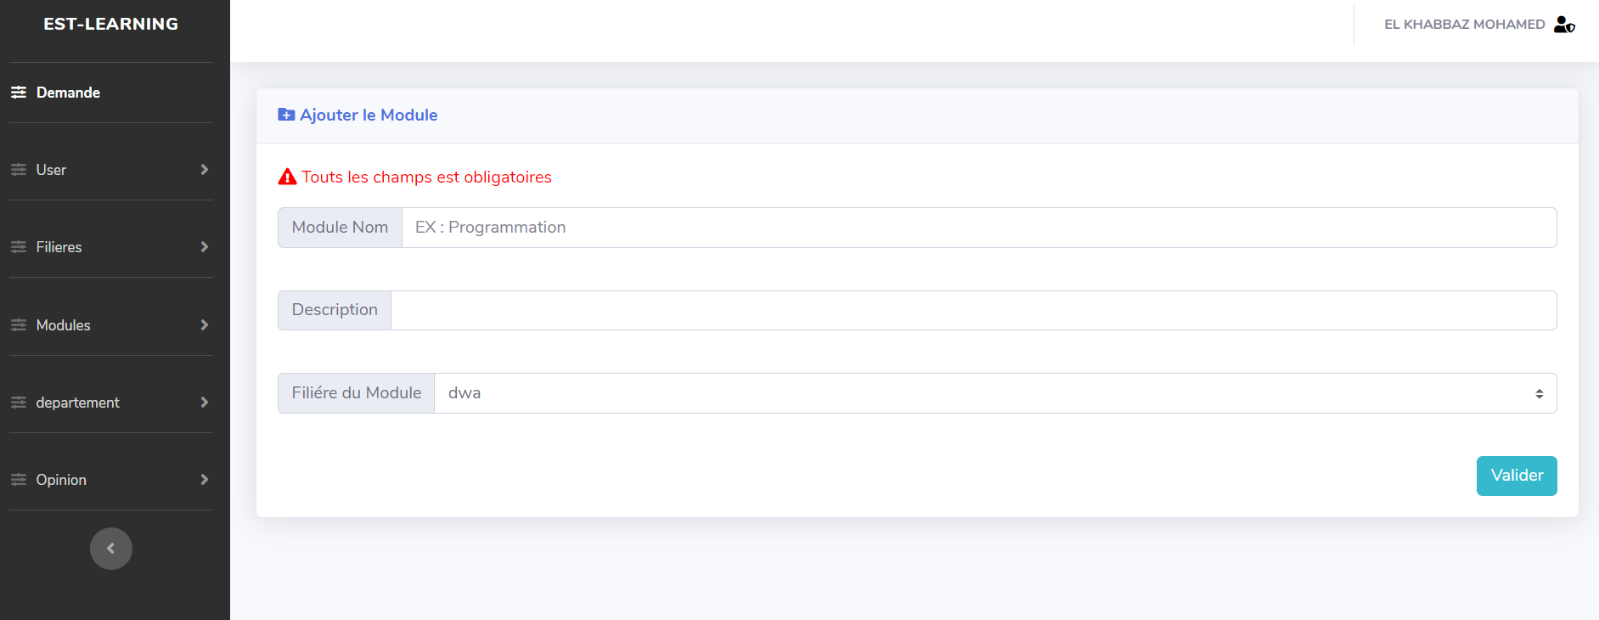 EST-LEARNING
EL KHABBAZ MOHAMED
Demande
User
Filieres
Modules
departement
Opinion
Ajouter le Module
Touts les champs est obligatoires
Module Nom EX : Programmation
Description
Filiére du Module dwa
Valider